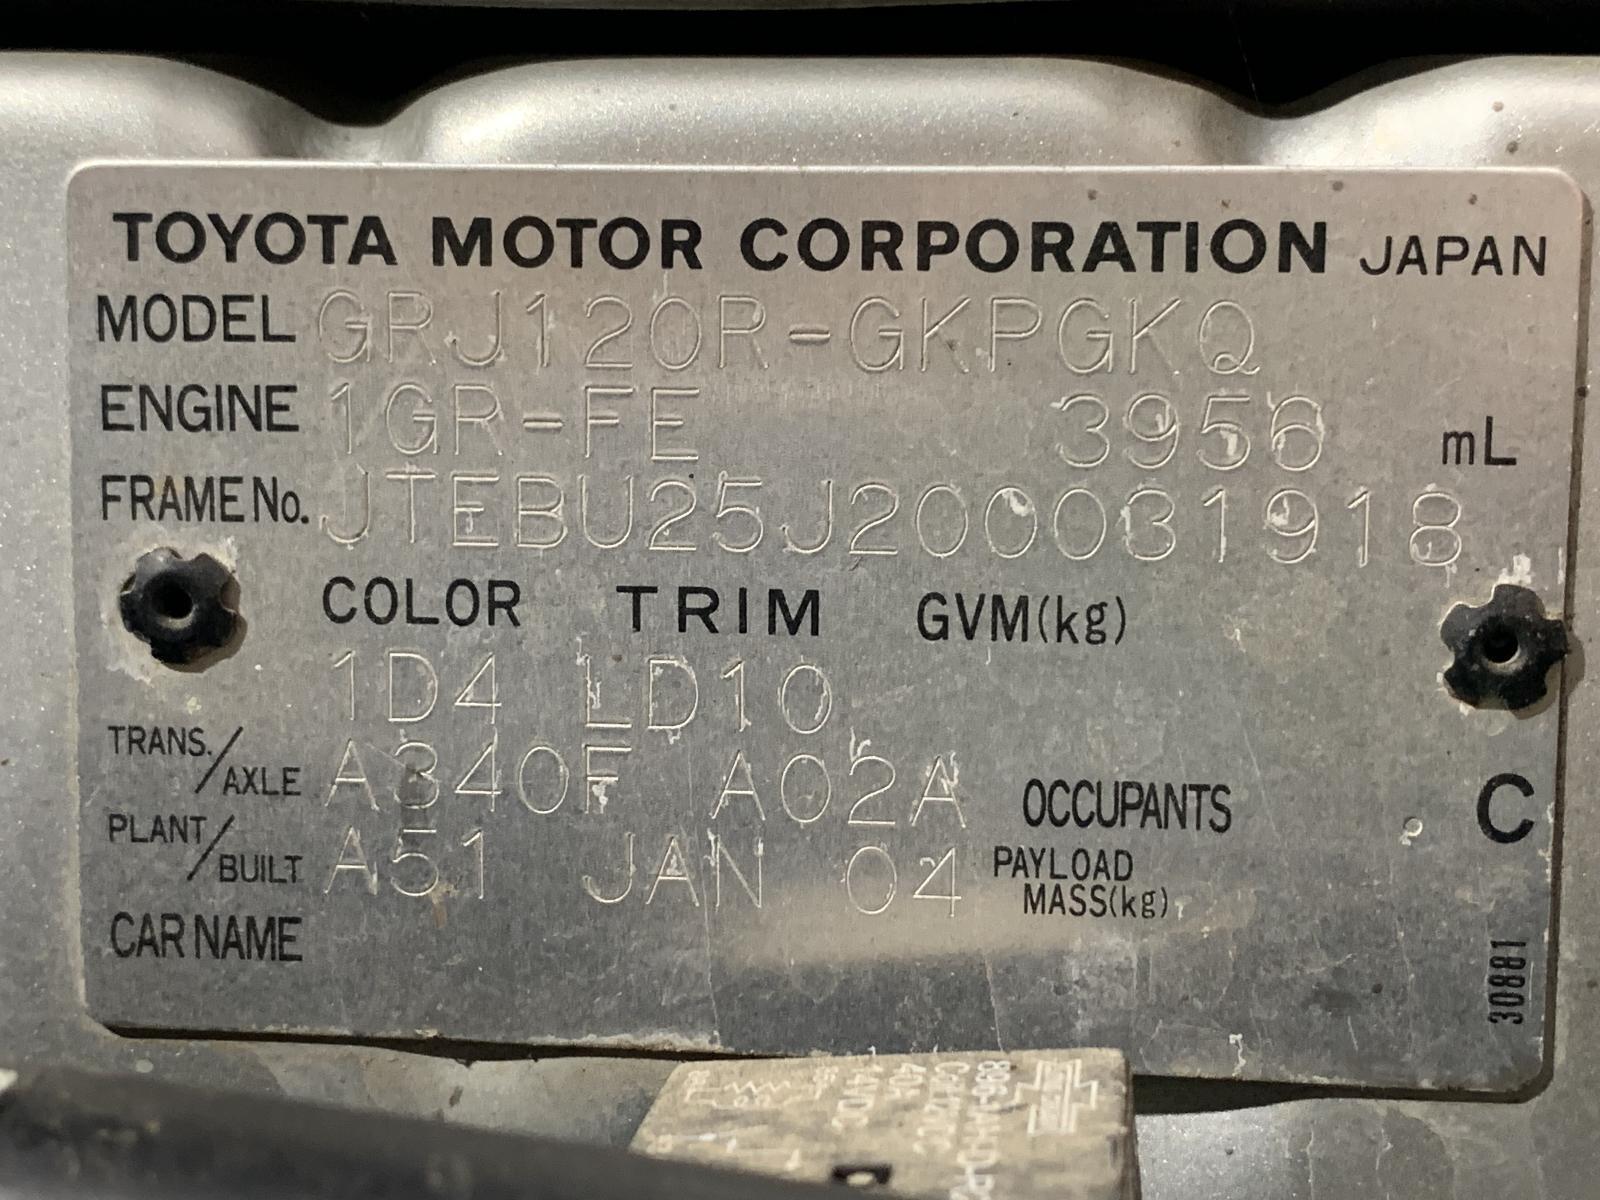 TOYOTA MOTOR CORPORATION JAPAN
MODEL GRJ120R-GKPGKQ
ENGINE 1GR-FE 3956 mL
FRAME No. JTEBU25J200031918
COLOR TRIM GVM(kg)
1D4 LD10
TRANS./AXLE A340F A02A OCCUPANTS C
PLANT/BUILT A51 JAN 04 PAYLOAD MASS(kg)
CAR NAME
30881
14VDC